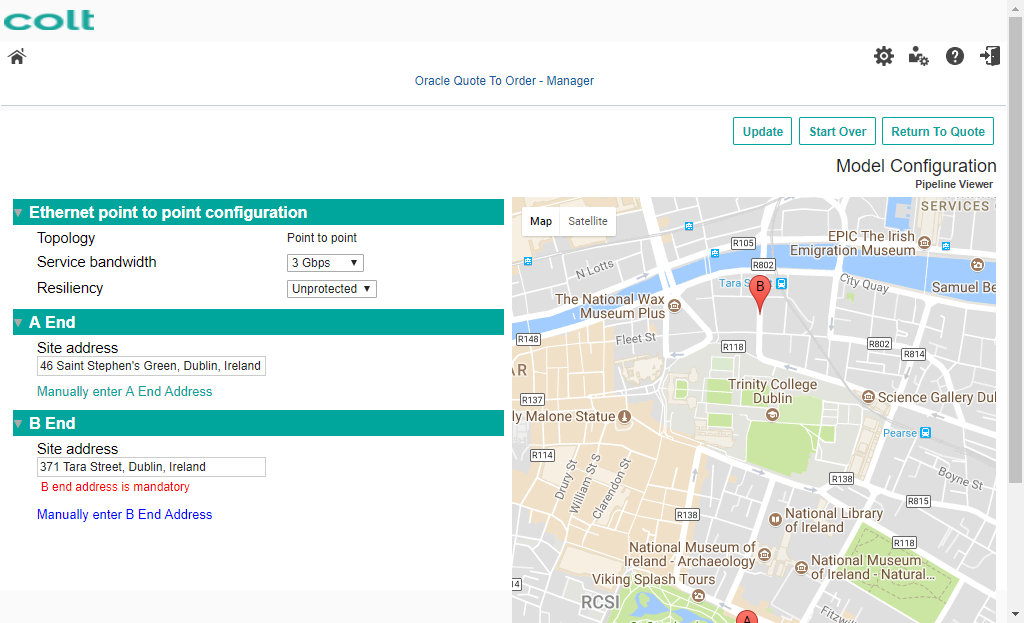 colt
Oracle Quote To Order - Manager
Update
Start Over
Return To Quote
Model Configuration
Pipeline Viewer
Ethernet point to point configuration
Topology
Point to point
Service bandwidth
3 Gbps
Resiliency
Unprotected
A End
Site address
46 Saint Stephen's Green, Dublin, Ireland
Manually enter A End Address
B End
Site address
371 Tara Street, Dublin, Ireland
B end address is mandatory
Manually enter B End Address
Map
Satellite
SERVICES
R105
EPIC The Irish
Emigration Museum
N Lotts
R802
Tara
B
City Quay
Samuel Be
The National Wax
Museum Plus
R148
Fleet St
R118
R802
R814
AR
Trinity College
Dublin
R137
Science Gallery Dul
ly Malone Statue
Pearse
R114
Drury St
William St S
Clarendon St
R138
Boyne St
R815
R138
National Library
of Ireland
R118
National Museum of
Ireland - Archaeology
National Museum
of Ireland - Natural...
Viking Splash Tours
RCSI
Fitzwill
A